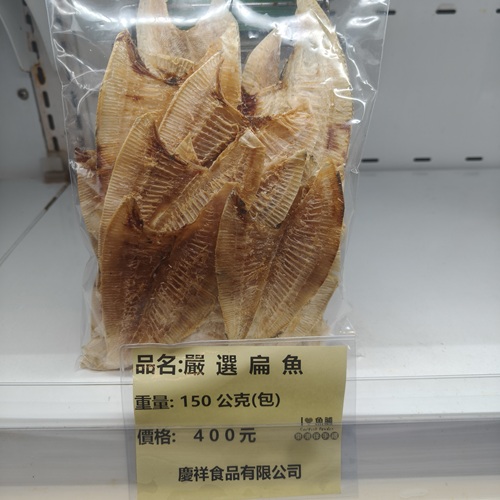 品名:嚴選扁魚
重量: 150 公克(包)
價格: 400元
慶祥食品有限公司